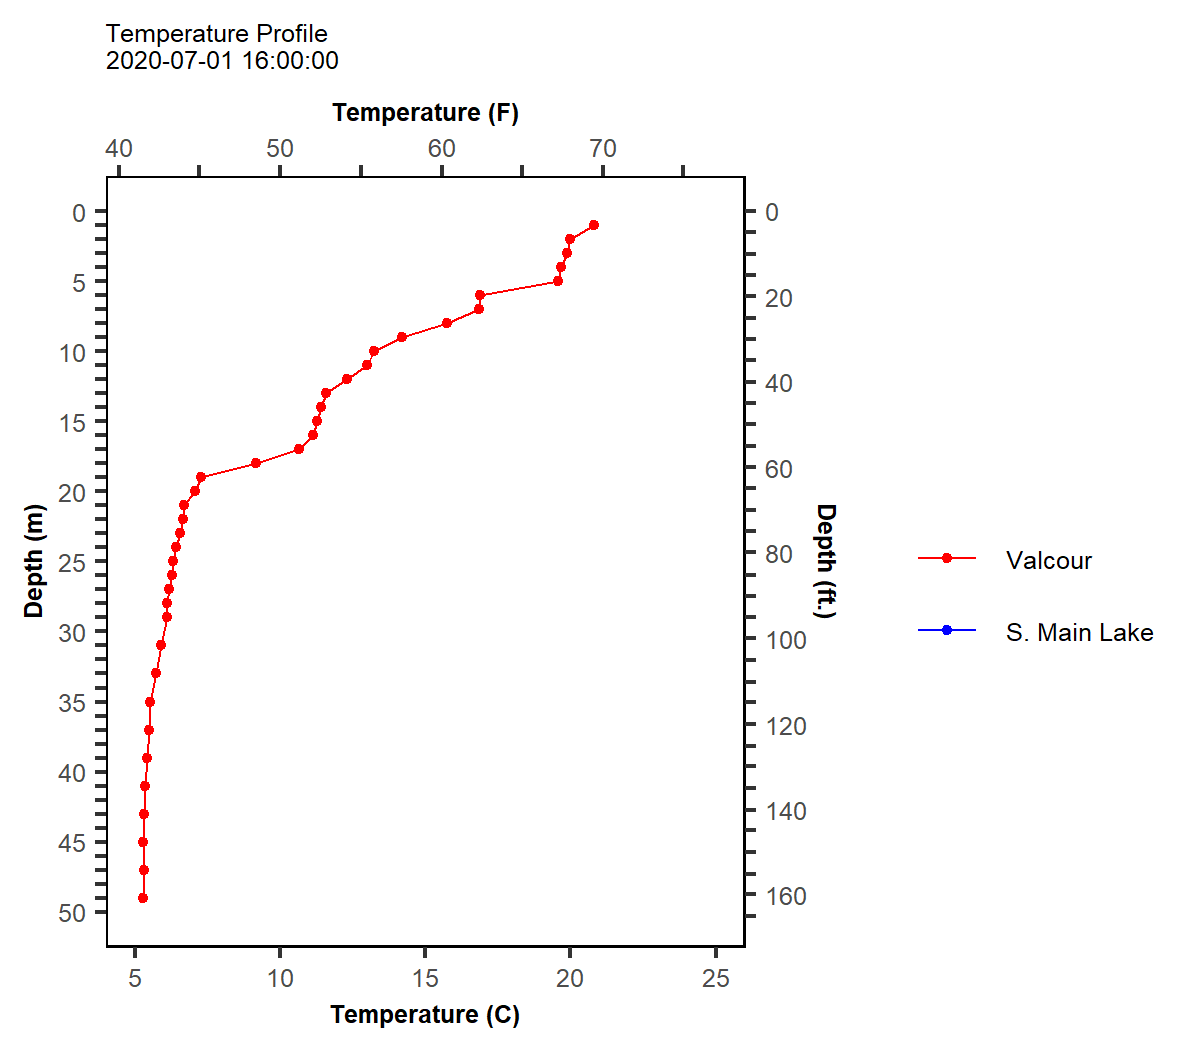 Temperature Profile
2020-07-01 16:00:00
Temperature (F)
40 50 60 70
0
5
10
15
20
25
30
35
40
45
50
Depth (m)
0
20
40
60
80
100
120
140
160
Depth (ft.)
Valcour
S. Main Lake
5 10 15 20 25
Temperature (C)